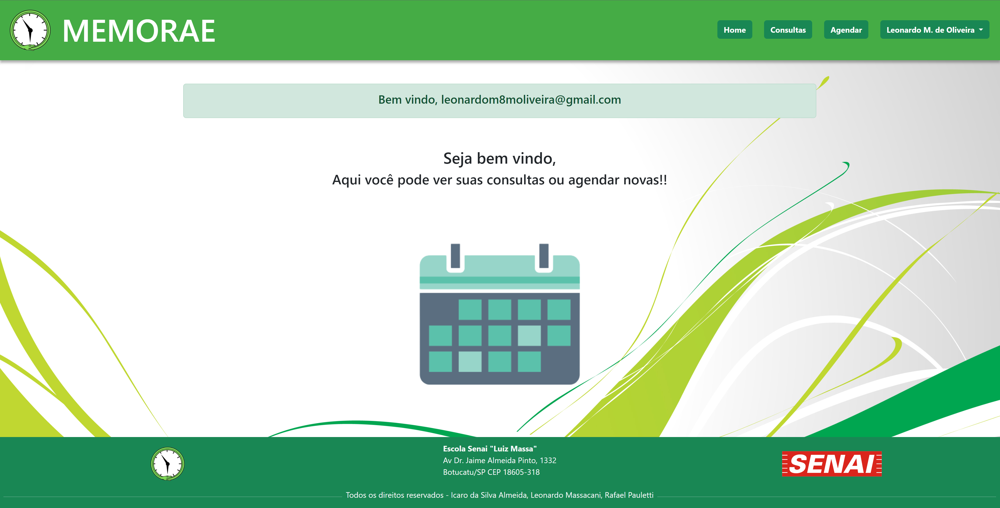 MEMORAE
Home
Consultas
Agendar
Leonardo M. de Oliveira
Bem vindo, leonardom8moliveira@gmail.com
Seja bem vindo,
Aqui você pode ver suas consultas ou agendar novas!!
Escola Senai "Luiz Massa"
Av Dr. Jaime Almeida Pinto, 1332
Botucatu/SP CEP 18605-318
SENAI
Todos os direitos reservados - Icaro da Silva Almeida, Leonardo Massacani, Rafael Pauletti